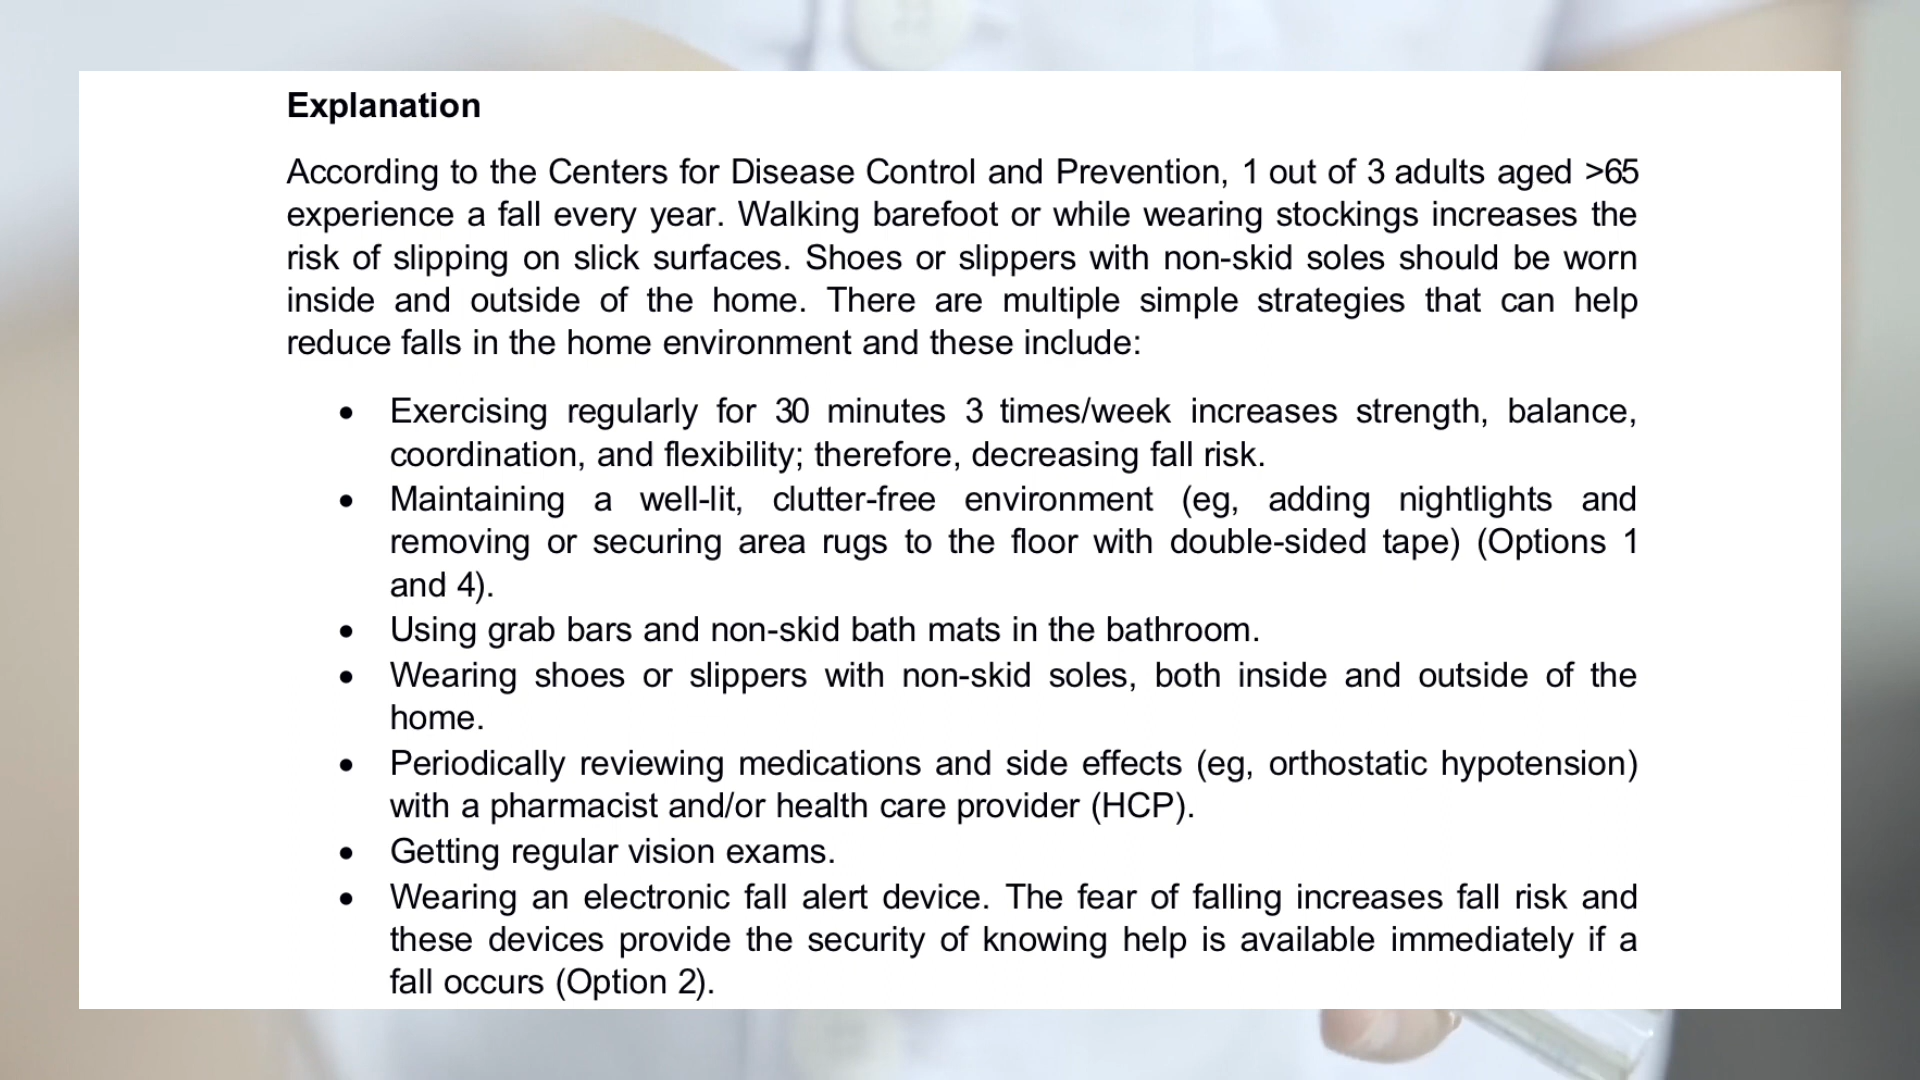 Explanation
According to the Centers for Disease Control and Prevention, 1 out of 3 adults aged >65
experience a fall every year. Walking barefoot or while wearing stockings increases the
risk of slipping on slick surfaces. Shoes or slippers with non-skid soles should be worn
inside and outside of the home. There are multiple simple strategies that can help
reduce falls in the home environment and these include:
• Exercising regularly for 30 minutes 3 times/week increases strength, balance,
coordination, and flexibility; therefore, decreasing fall risk.
• Maintaining a well-lit, clutter-free environment (eg, adding nightlights and
removing or securing area rugs to the floor with double-sided tape) (Options 1
and 4).
• Using grab bars and non-skid bath mats in the bathroom.
• Wearing shoes or slippers with non-skid soles, both inside and outside of the
home.
• Periodically reviewing medications and side effects (eg, orthostatic hypotension)
with a pharmacist and/or health care provider (HCP).
• Getting regular vision exams.
• Wearing an electronic fall alert device. The fear of falling increases fall risk and
these devices provide the security of knowing help is available immediately if a
fall occurs (Option 2).